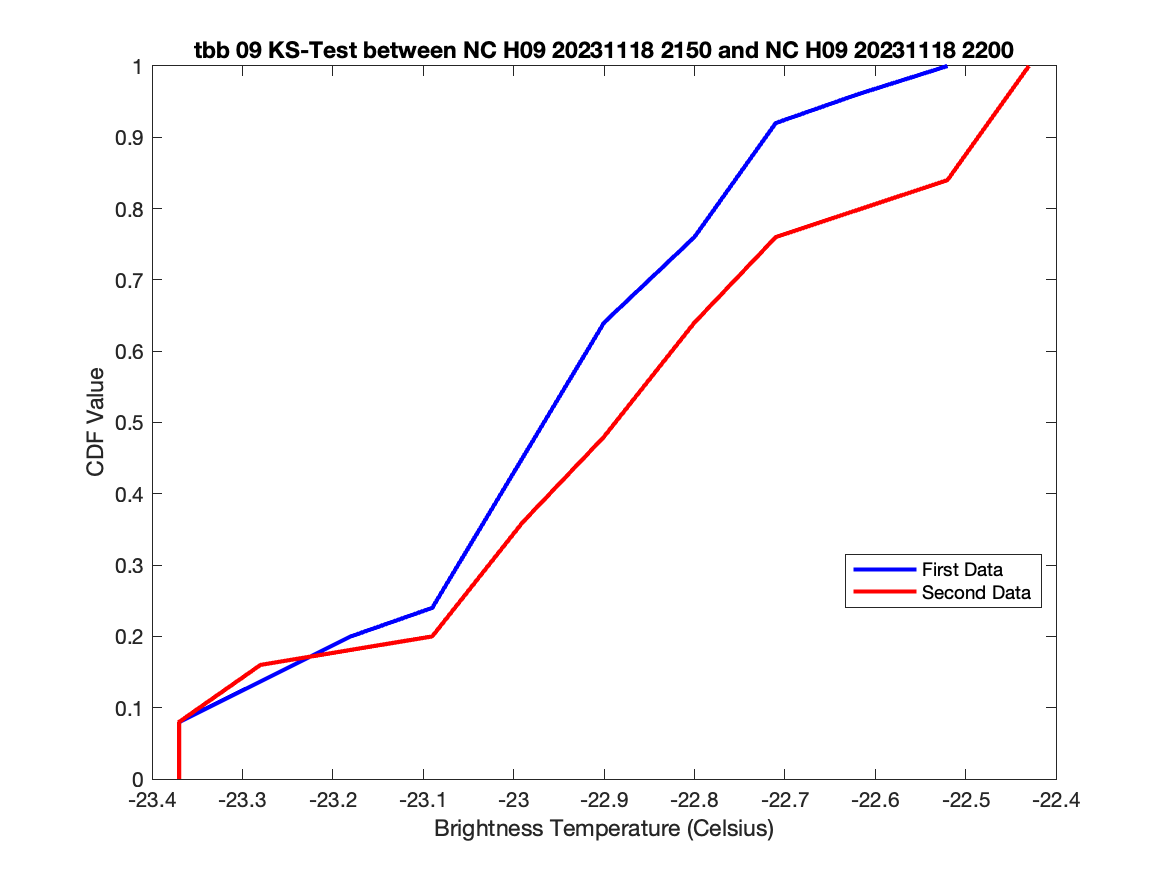 tbb 09 KS-Test between NC H09 20231118 2150 and NC H09 20231118 2200
1
0.9
0.8
0.7
0.6
0.5
0.4
0.3
0.2
0.1
0
CDF Value
First Data
Second Data
-23.4 -23.3 -23.2 -23.1 -23 -22.9 -22.8 -22.7 -22.6 -22.5 -22.4
Brightness Temperature (Celsius)